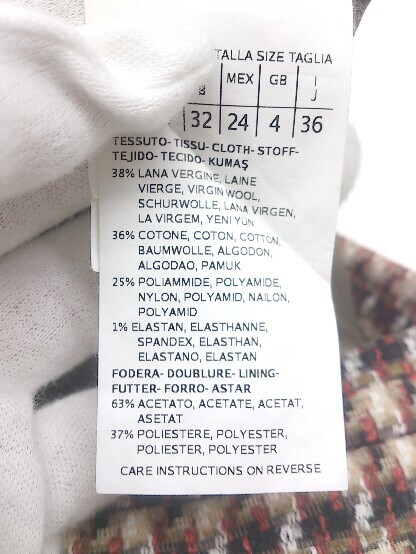 TALLA SIZE TAGLIA
MEX GB I
J
32 24 4 36
TESSUTO-TISSU-CLOTH-STOFF-
TEJIDO-TECIDO-KUMAŞ
38% LANA VERGINE, LAINE
VIERGE, VIRGIN WOOL,
SCHURWOLLE, LANA VIRGEN,
LA VIRGEM, YENI YÜN
36% COTONE, COTON, COTTON,
BAUMWOLLE, ALGODON,
ALGODAO, PAMUK
25% POLIAMMIDE, POLYAMIDE,
NYLON, POLYAMID, NAILON,
POLYAMID
1% ELASTAN, ELASTHANNE,
SPANDEX, ELASTHAN,
ELASTANO, ELASTAN
FODERA-DOUBLURE-LINING-
FUTTER-FORRO-ASTAR
63% ACETATO, ACETATE, ACETAT,
ASETAT
37% POLIESTERE, POLYESTER,
POLIESTER, POLYESTER
CARE INSTRUCTIONS ON REVERSE